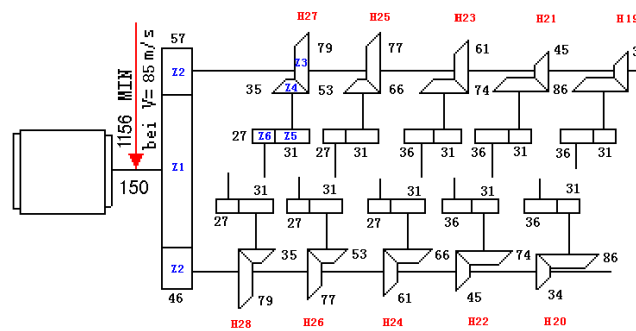 H27 H25 H23 H21 H19
57
Z2 Z3 79 77 61 45 3
35 Z4 53 66 74 86
1156 MIN
bei V= 85 m/s
27 Z6 Z5 27 36 36 36
31 31 31 31 31
Z1
150
31 31 31 31 31
27 27 27 36 36
Z2 35 53 66 74 86
46 79 77 61 45 34
H28 H26 H24 H22 H20